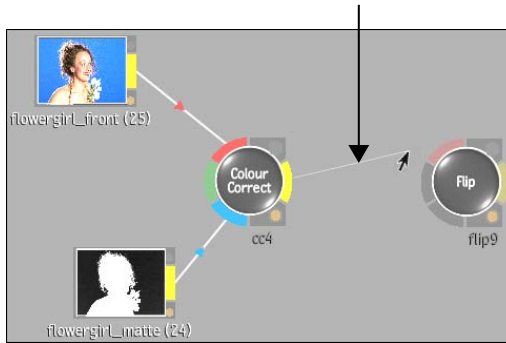 flowergirl_front (25)
Colour
Correct
cc4
Flip
flip9
flowergirl_matte (24)